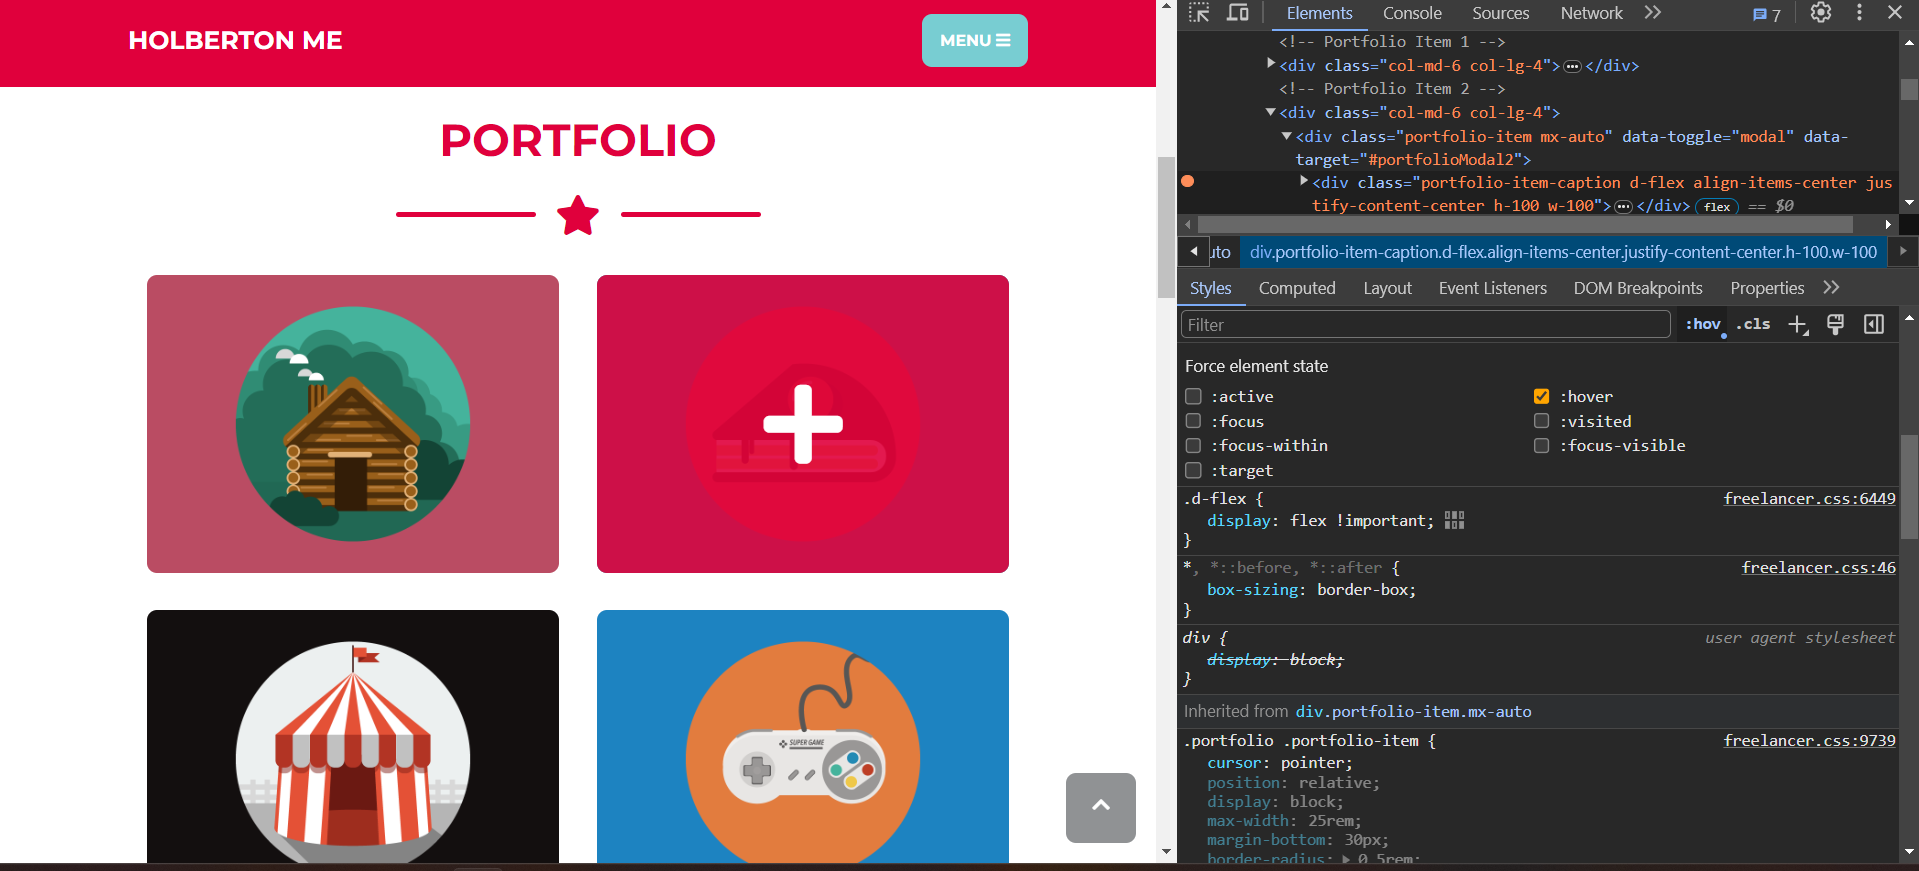 HOLBERTON ME
MENU
PORTFOLIO
SUPER GAME
Elements Console Sources Network 7
<!-- Portfolio Item 1 -->
<div class="col-md-6 col-lg-4"> </div>
<!-- Portfolio Item 2 -->
<div class="col-md-6 col-lg-4">
<div class="portfolio-item mx-auto" data-toggle="modal" data-
target="#portfolioModal2">
<div class="portfolio-item-caption d-flex align-items-center jus
tify-content-center h-100 w-100"> </div> flex == $0
uto div.portfolio-item-caption.d-flex.align-items-center.justify-content-center.h-100.w-100
Styles Computed Layout Event Listeners DOM Breakpoints Properties
Filter :hov .cls
Force element state
:active :hover
:focus :visited
:focus-within :focus-visible
:target
.d-flex { freelancer.css:6449
display: flex !important;
}
*, *::before, *::after { freelancer.css:46
box-sizing: border-box;
}
div { user agent stylesheet
display: block;
}
Inherited from div.portfolio-item.mx-auto
.portfolio .portfolio-item { freelancer.css:9739
cursor: pointer;
position: relative;
display: block;
max-width: 25rem;
margin-bottom: 30px;
border-radius: 0.5rem;